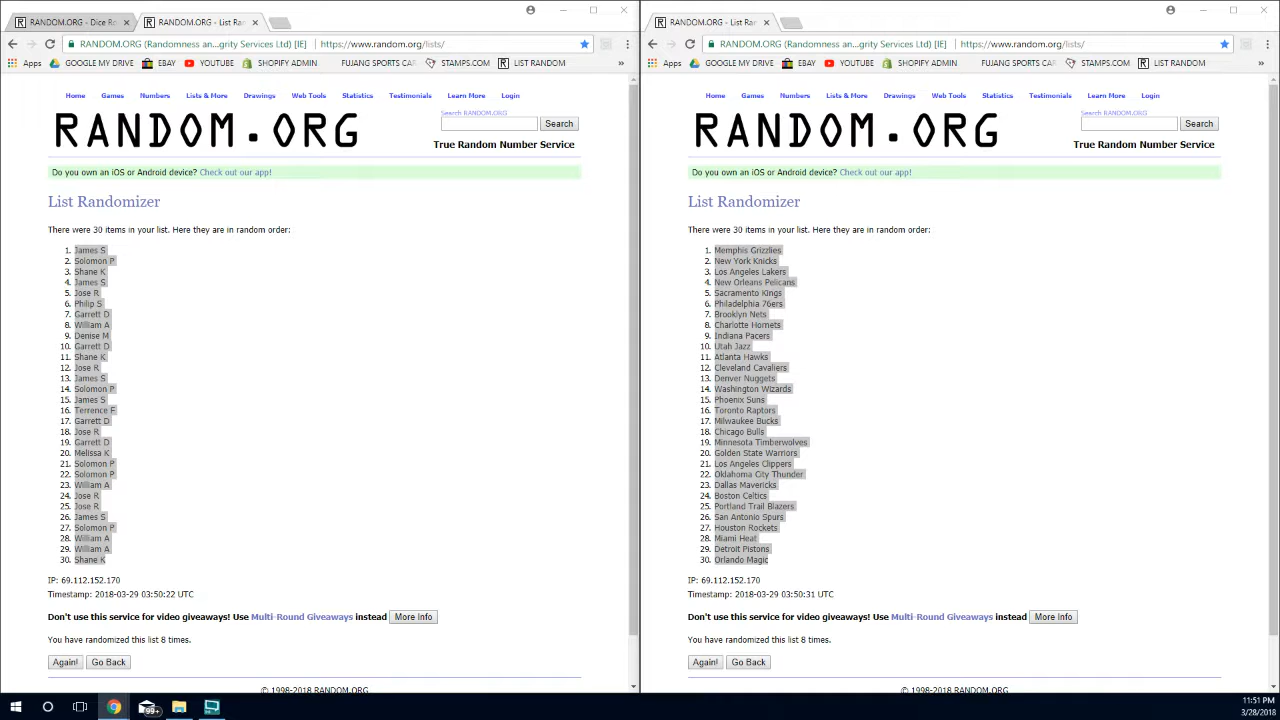 RANDOM.ORG - Dice Ro
RANDOM.ORG - List Rar
RANDOM.ORG (Randomness an...grity Services Ltd) [IE] | https://www.random.org/lists/
Apps GOOGLE MY DRIVE EBAY YOUTUBE SHOPIFY ADMIN FUJANG SPORTS CAR STAMPS.COM LIST RANDOM »
Home Games Numbers Lists & More Drawings Web Tools Statistics Testimonials Learn More Login
RANDOM.ORG
Search RANDOM.ORG
Search
True Random Number Service
Do you own an iOS or Android device? Check out our app!
List Randomizer
There were 30 items in your list. Here they are in random order:
1. James S
2. Solomon P
3. Shane K
4. James S
5. Jose R
6. Philip S
7. Garrett D
8. William A
9. Denise M
10. Garrett D
11. Shane K
12. Jose R
13. James S
14. Solomon P
15. James S
16. Terrence F
17. Garrett D
18. Jose R
19. Garrett D
20. Melissa K
21. Solomon P
22. Solomon P
23. William A
24. Jose R
25. Jose R
26. James S
27. Solomon P
28. William A
29. William A
30. Shane K
IP: 69.112.152.170
Timestamp: 2018-03-29 03:50:22 UTC
Don't use this service for video giveaways! Use Multi-Round Giveaways instead More Info
You have randomized this list 8 times.
Again! Go Back
© 1998-2018 RANDOM.ORG
RANDOM.ORG - List Rar
RANDOM.ORG (Randomness an...grity Services Ltd) [IE] | https://www.random.org/lists/
Apps GOOGLE MY DRIVE EBAY YOUTUBE SHOPIFY ADMIN FUJANG SPORTS CAR STAMPS.COM LIST RANDOM »
Home Games Numbers Lists & More Drawings Web Tools Statistics Testimonials Learn More Login
RANDOM.ORG
Search RANDOM.ORG
Search
True Random Number Service
Do you own an iOS or Android device? Check out our app!
List Randomizer
There were 30 items in your list. Here they are in random order:
1. Memphis Grizzlies
2. New York Knicks
3. Los Angeles Lakers
4. New Orleans Pelicans
5. Sacramento Kings
6. Philadelphia 76ers
7. Brooklyn Nets
8. Charlotte Hornets
9. Indiana Pacers
10. Utah Jazz
11. Atlanta Hawks
12. Cleveland Cavaliers
13. Denver Nuggets
14. Washington Wizards
15. Phoenix Suns
16. Toronto Raptors
17. Milwaukee Bucks
18. Chicago Bulls
19. Minnesota Timberwolves
20. Golden State Warriors
21. Los Angeles Clippers
22. Oklahoma City Thunder
23. Dallas Mavericks
24. Boston Celtics
25. Portland Trail Blazers
26. San Antonio Spurs
27. Houston Rockets
28. Miami Heat
29. Detroit Pistons
30. Orlando Magic
IP: 69.112.152.170
Timestamp: 2018-03-29 03:50:31 UTC
Don't use this service for video giveaways! Use Multi-Round Giveaways instead More Info
You have randomized this list 8 times.
Again! Go Back
© 1998-2018 RANDOM.ORG
99+
11:51 PM
3/28/2018